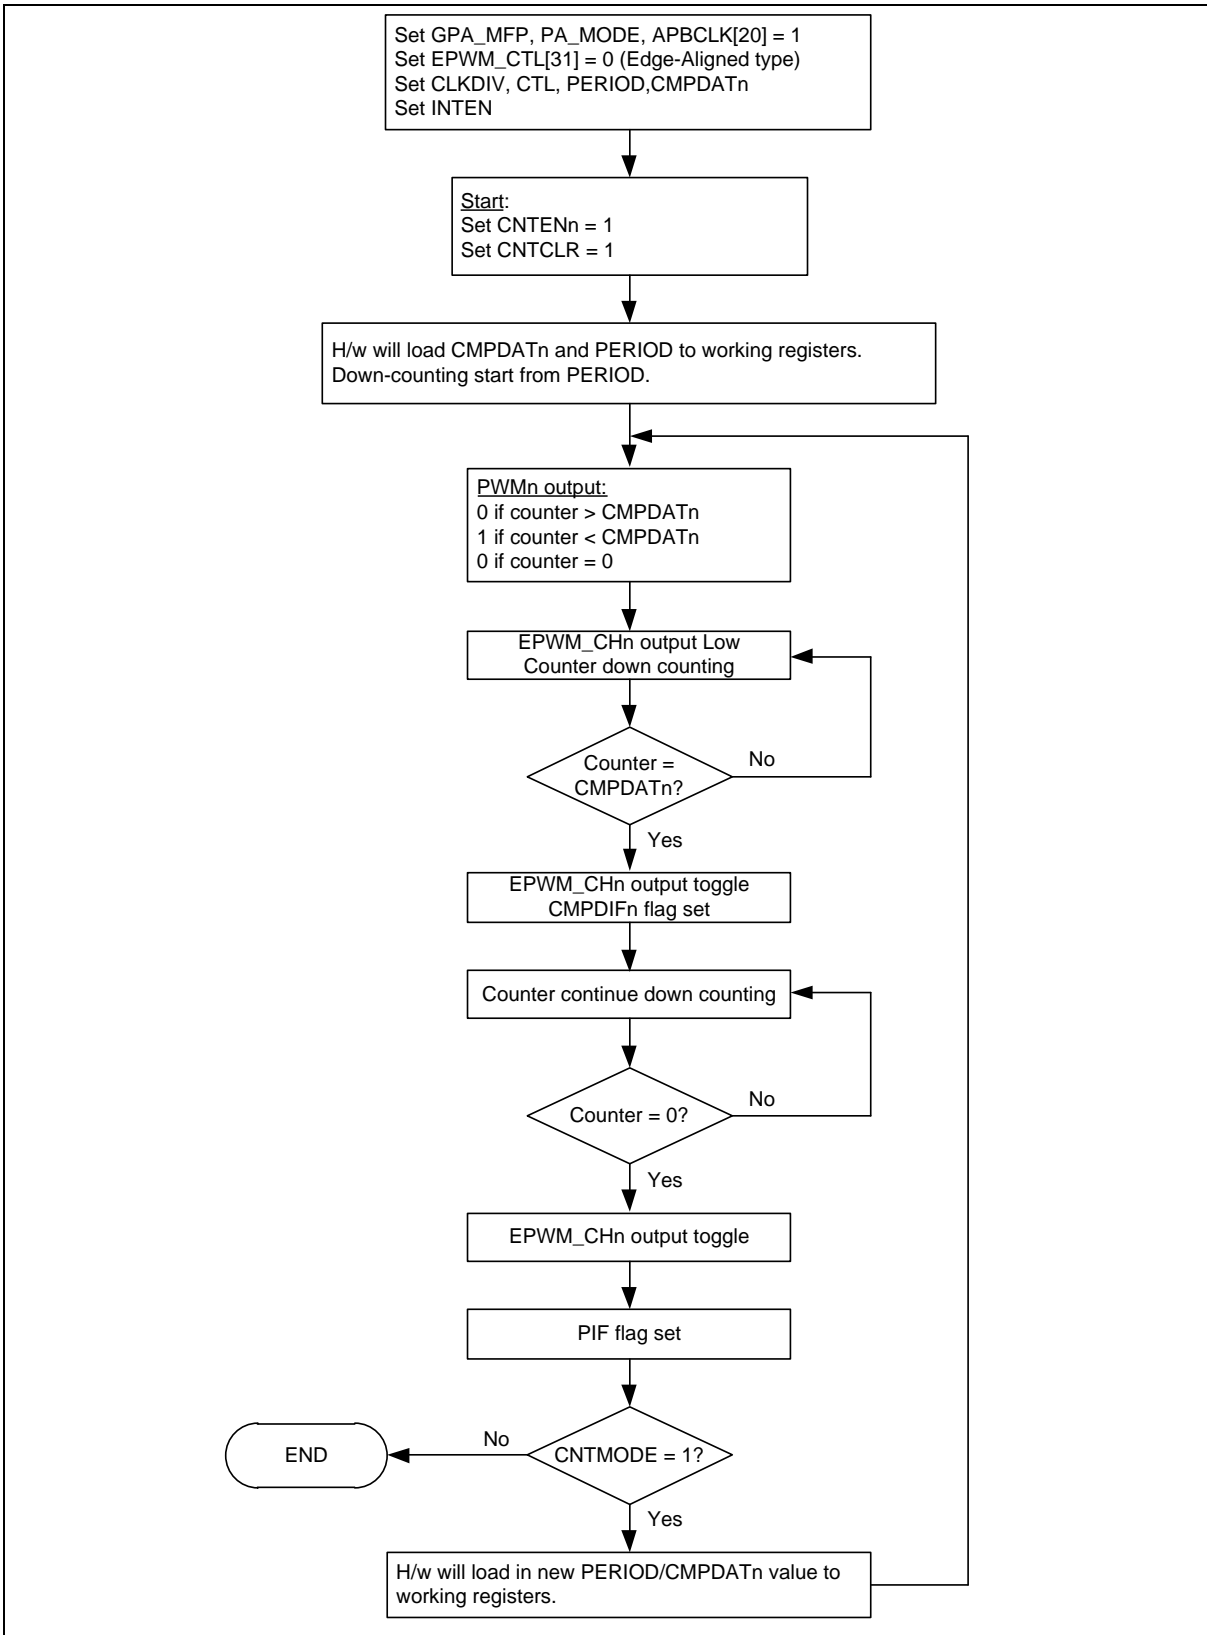 Set GPA_MFP, PA_MODE, APBCLK[20] = 1
Set EPWM_CTL[31] = 0 (Edge-Aligned type)
Set CLKDIV, CTL, PERIOD,CMPDATn
Set INTEN
Start:
Set CNTENn = 1
Set CNTCLR = 1
H/w will load CMPDATn and PERIOD to working registers.
Down-counting start from PERIOD.
PWMn output:
0 if counter > CMPDATn
1 if counter < CMPDATn
0 if counter = 0
EPWM_CHn output Low
Counter down counting
Counter =
CMPDATn?
No
Yes
EPWM_CHn output toggle
CMPDIFn flag set
Counter continue down counting
Counter = 0?
No
Yes
EPWM_CHn output toggle
PIF flag set
CNTMODE = 1?
No
END
Yes
H/w will load in new PERIOD/CMPDATn value to
working registers.